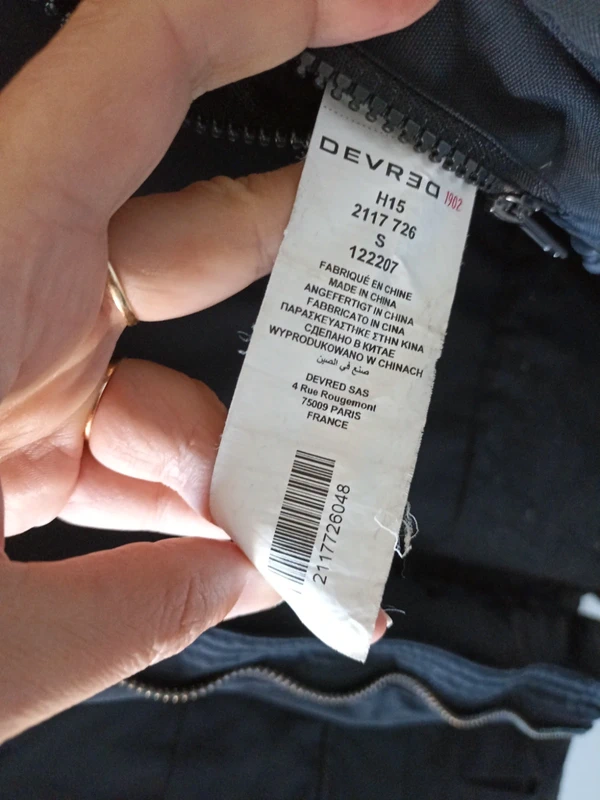 DEVRED 1902
H15
2117 726
S
122207
FABRIQUÉ EN CHINE
MADE IN CHINA
ANGEFERTIGT IN CHINA
FABBRICATO IN CINA
ΠΑΡΑΣΚΕΥΑΣΤΗΚΕ ΣΤΗΝ ΚΙΝΑ
СДЕЛАНО В КИТАЕ
WYPRODUKOWANO W CHINACH
صنع في الصين
DEVRED SAS
4 Rue Rougemont
75009 PARIS
FRANCE
2117726048